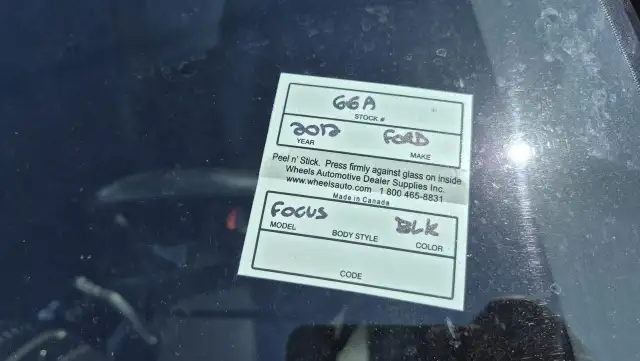 66A
STOCK #
2012 FORD
YEAR MAKE
Peel n' Stick. Press firmly against glass on inside
Wheels Automotive Dealer Supplies Inc.
www.wheelsauto.com 1 800 465-8831
Made in Canada
FOCUS BLK
MODEL BODY STYLE COLOR
CODE